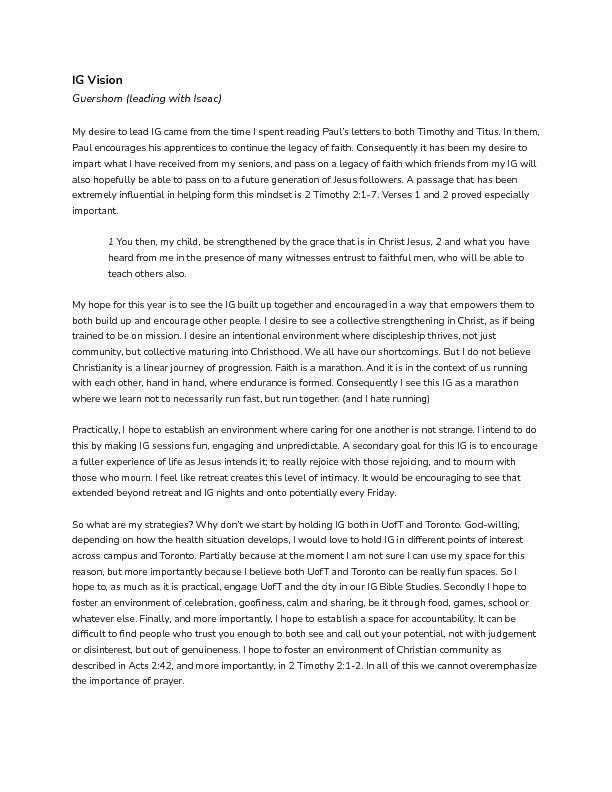 IG Vision
Guershom (leading with Isaac)
My desire to lead IG came from the time I spent reading Paul's letters to both Timothy and Titus. In them,
Paul encourages his apprentices to continue the legacy of faith. Consequently it has been my desire to
impart what I have received from my seniors, and pass on a legacy of faith which friends from my IG will
also hopefully be able to pass on to a future generation of Jesus followers. A passage that has been
extremely influential in helping form this mindset is 2 Timothy 2:1-7. Verses 1 and 2 proved especially
important.
1 You then, my child, be strengthened by the grace that is in Christ Jesus, 2 and what you have
heard from me in the presence of many witnesses entrust to faithful men, who will be able to
teach others also.
My hope for this year is to see the IG built up together and encouraged in a way that empowers them to
both build up and encourage other people. I desire to see a collective strengthening in Christ, as if being
trained to be on mission. I desire an intentional environment where discipleship thrives, not just
community, but collective maturing into Christhood. We all have our shortcomings. But I do not believe
Christianity is a linear journey of progression. Faith is a marathon. And it is in the context of us running
with each other, hand in hand, where endurance is formed. Consequently I see this IG as a marathon
where we learn not to necessarily run fast, but run together. (and I hate running)
Practically, I hope to establish an environment where caring for one another is not strange. I intend to do
this by making IG sessions fun, engaging and unpredictable. A secondary goal for this IG is to encourage
a fuller experience of life as Jesus intends it; to really rejoice with those rejoicing, and to mourn with
those who mourn. I feel like retreat creates this level of intimacy. It would be encouraging to see that
extended beyond retreat and IG nights and onto potentially every Friday.
So what are my strategies? Why don't we start by holding IG both in UofT and Toronto. God-willing,
depending on how the health situation develops, I would love to hold IG in different points of interest
across campus and Toronto. Partially because at the moment I am not sure I can use my space for this
reason, but more importantly because I believe both UofT and Toronto can be really fun spaces. So I
hope to, as much as it is practical, engage UofT and the city in our IG Bible Studies. Secondly I hope to
foster an environment of celebration, goofiness, calm and sharing, be it through food, games, school or
whatever else. Finally, and more importantly, I hope to establish a space for accountability. It can be
difficult to find people who trust you enough to both see and call out your potential, not with judgement
or disinterest, but out of genuineness. I hope to foster an environment of Christian community as
described in Acts 2:42, and more importantly, in 2 Timothy 2:1-2. In all of this we cannot overemphasize
the importance of prayer.